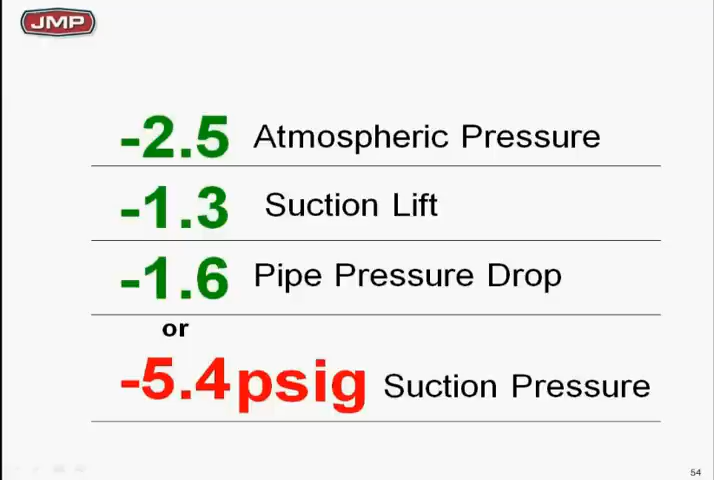 JMP
-2.5 Atmospheric Pressure
-1.3 Suction Lift
-1.6 Pipe Pressure Drop
or
-5.4psig Suction Pressure
54